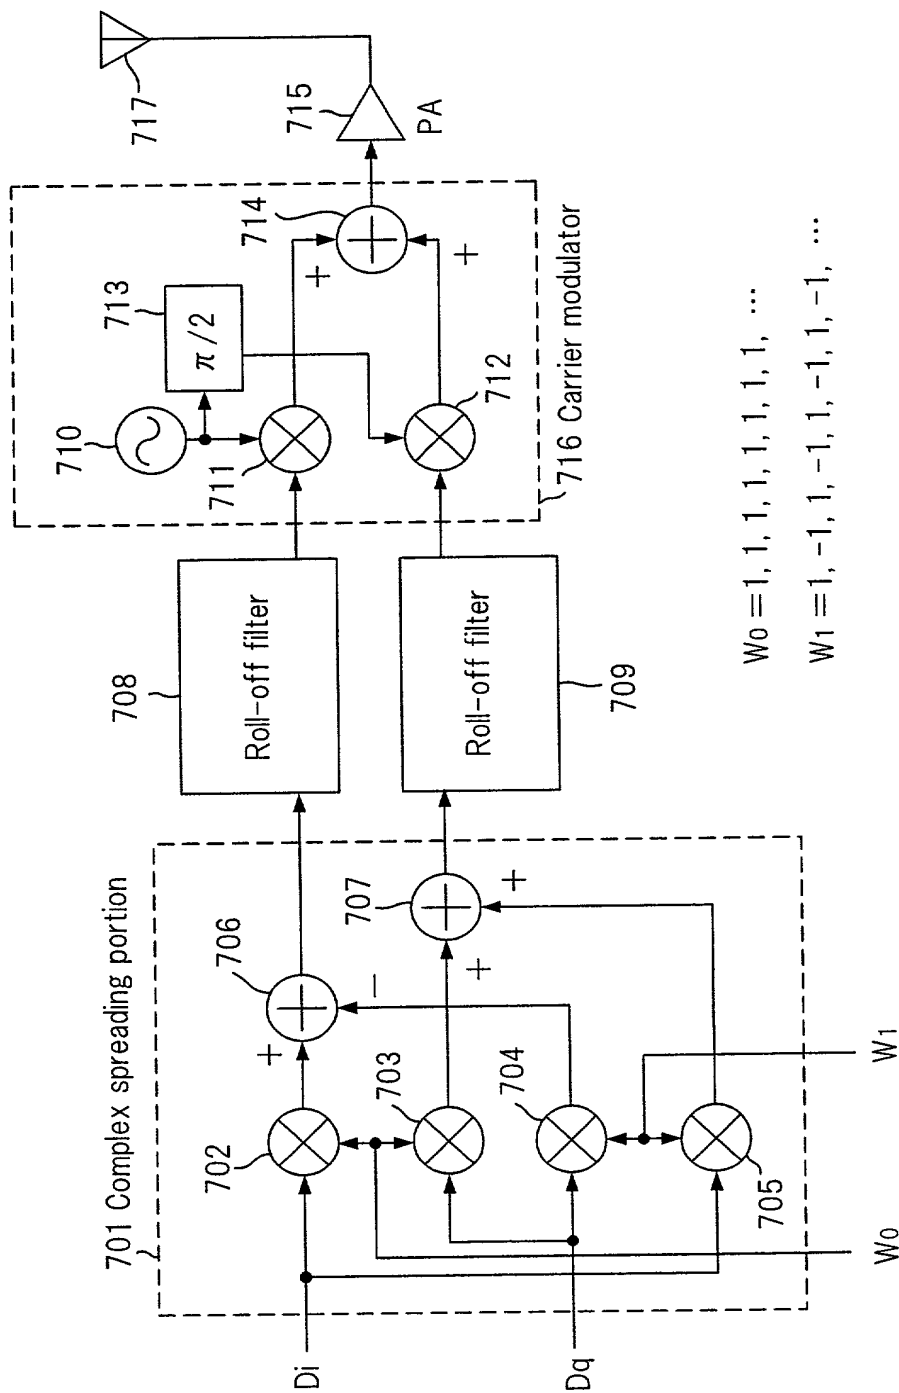 701 Complex spreading portion
Di
Dq
W0
W1
702
703
704
705
706
707
+
−
+
+
708
Roll-off filter
Roll-off filter
709
710
711
712
713
π/2
714
+
+
716 Carrier modulator
715
PA
717
W0 = 1, 1, 1, 1, 1, 1, 1, 1, ...
W1 = 1, -1, 1, -1, 1, -1, 1, -1, ...